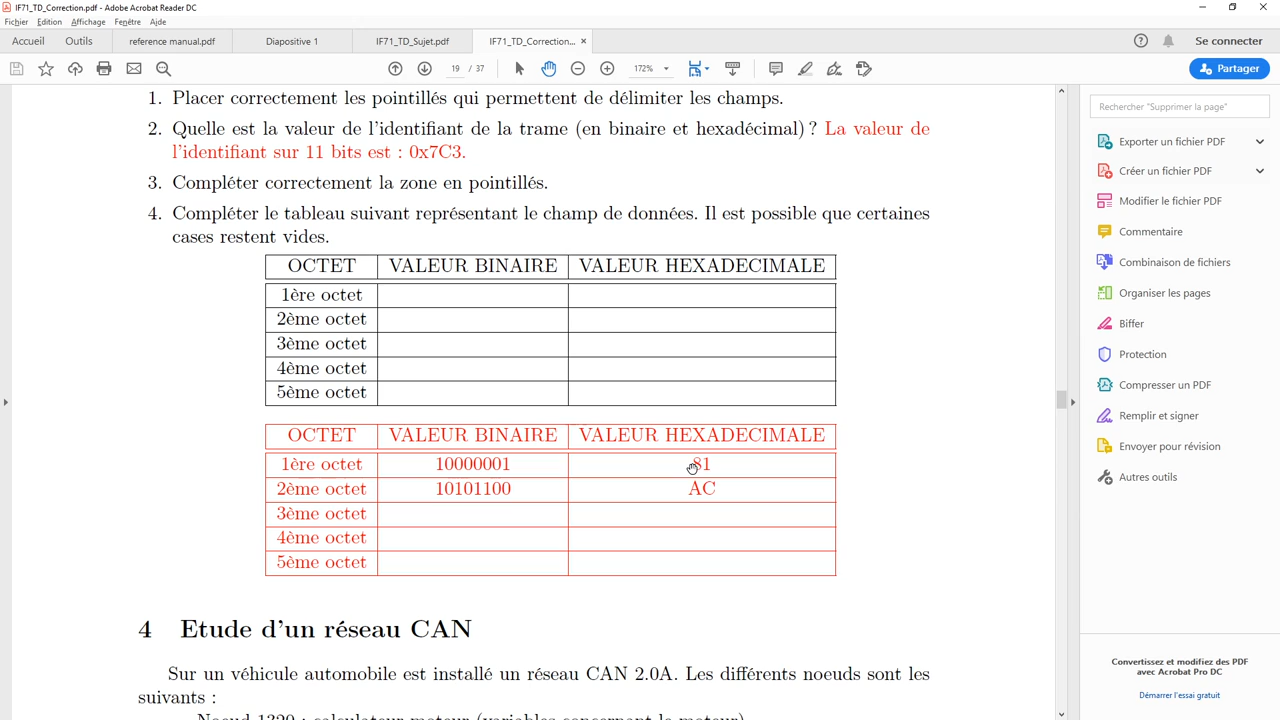 IF71_TD_Correction.pdf - Adobe Acrobat Reader DC
Fichier Edition Affichage Fenêtre Aide
Accueil Outils reference manual.pdf Diapositive 1 IF71_TD_Sujet.pdf IF71_TD_Correction... × Se connecter
19 / 37 172% Partager
1. Placer correctement les pointillés qui permettent de délimiter les champs.
2. Quelle est la valeur de l'identifiant de la trame (en binaire et hexadécimal) ? La valeur de
l'identifiant sur 11 bits est : 0x7C3.
3. Compléter correctement la zone en pointillés.
4. Compléter le tableau suivant représentant le champ de données. Il est possible que certaines
cases restent vides.
OCTET VALEUR BINAIRE VALEUR HEXADECIMALE
1ère octet
2ème octet
3ème octet
4ème octet
5ème octet
OCTET VALEUR BINAIRE VALEUR HEXADECIMALE
1ère octet 10000001 81
2ème octet 10101100 AC
3ème octet
4ème octet
5ème octet
4 Etude d'un réseau CAN
Sur un véhicule automobile est installé un réseau CAN 2.0A. Les différents noeuds sont les
suivants :
Noeud 1320 : calculateur moteur (variables concernant le moteur)
Rechercher "Supprimer la page"
Exporter un fichier PDF
Créer un fichier PDF
Modifier le fichier PDF
Commentaire
Combinaison de fichiers
Organiser les pages
Biffer
Protection
Compresser un PDF
Remplir et signer
Envoyer pour révision
Autres outils
Convertissez et modifiez des PDF
avec Acrobat Pro DC
Démarrer l'essai gratuit